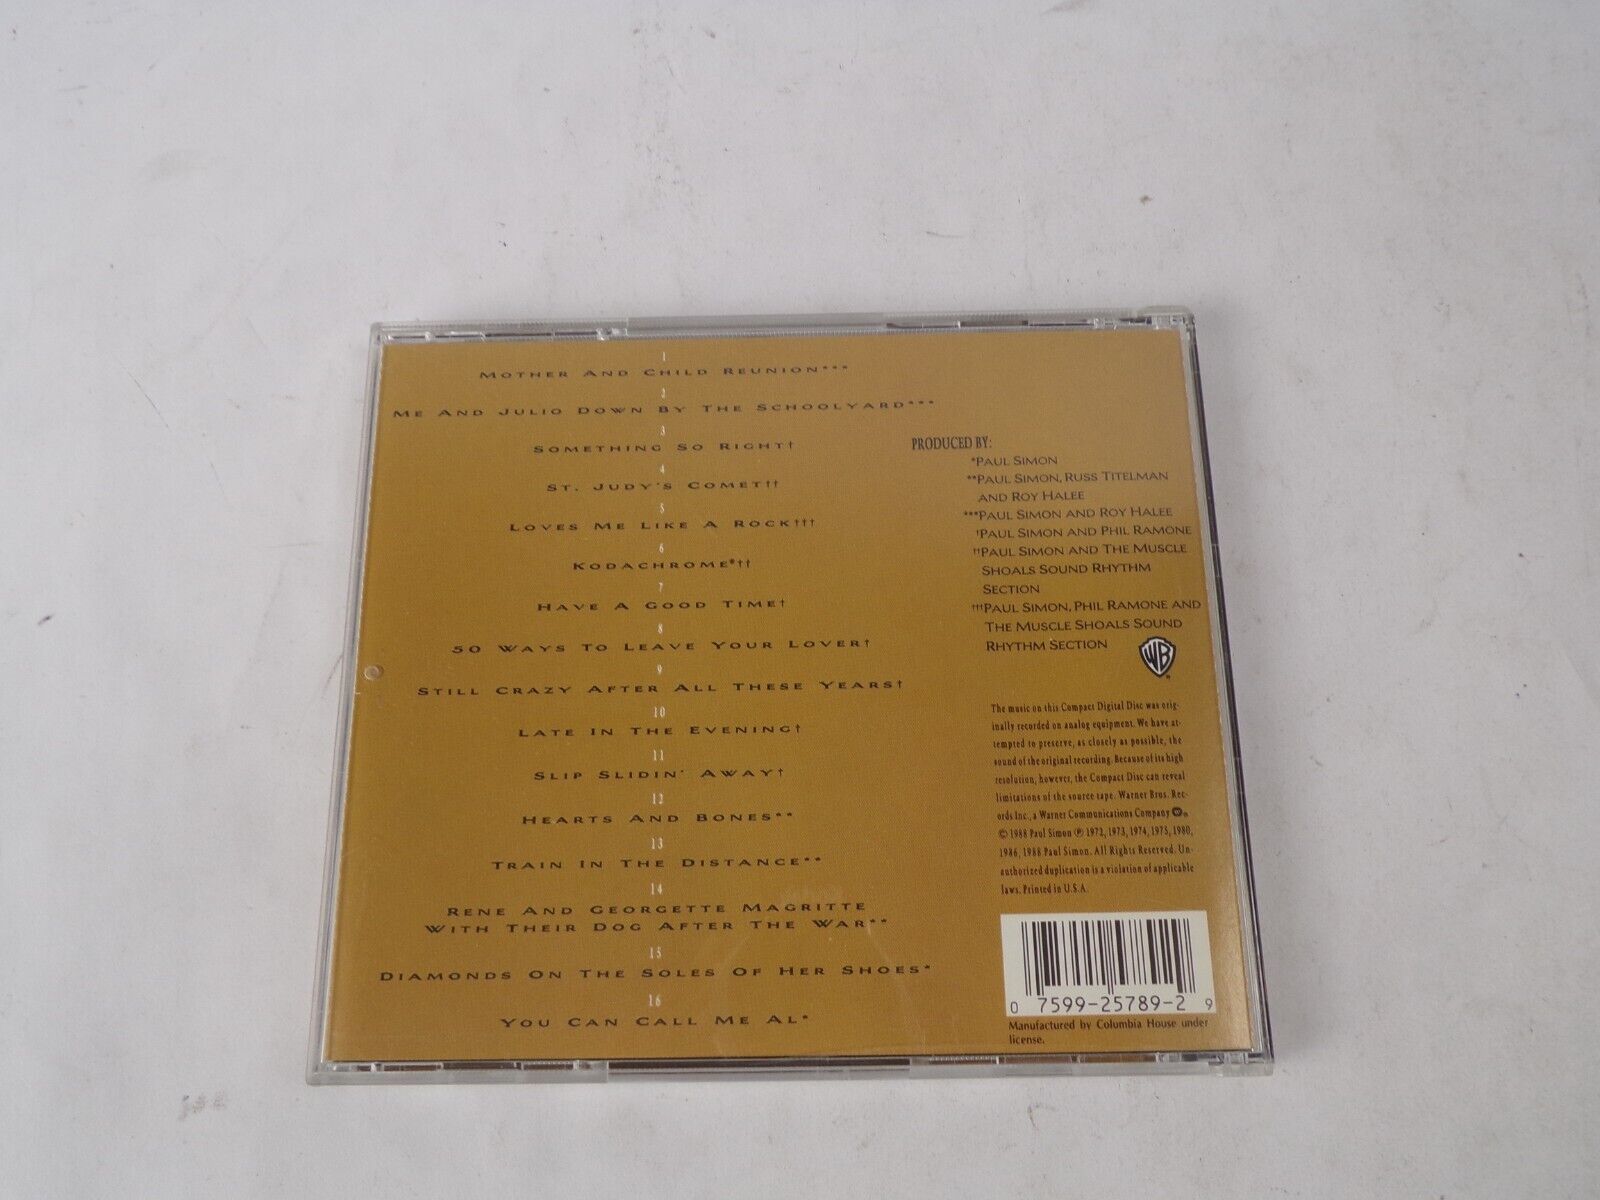 1
MOTHER AND CHILD REUNION***
2
ME AND JULIO DOWN BY THE SCHOOLYARD***
3
SOMETHING SO RIGHT†
4
ST. JUDY'S COMET††
5
LOVES ME LIKE A ROCK†††
6
KODACHROME*††
7
HAVE A GOOD TIME†
8
50 WAYS TO LEAVE YOUR LOVER†
9
STILL CRAZY AFTER ALL THESE YEARS†
10
LATE IN THE EVENING†
11
SLIP SLIDIN' AWAY†
12
HEARTS AND BONES**
13
TRAIN IN THE DISTANCE**
14
RENE AND GEORGETTE MAGRITTE
WITH THEIR DOG AFTER THE WAR**
15
DIAMONDS ON THE SOLES OF HER SHOES*
16
YOU CAN CALL ME AL*
PRODUCED BY:
*PAUL SIMON
**PAUL SIMON, RUSS TITELMAN
AND ROY HALEE
***PAUL SIMON AND ROY HALEE
†PAUL SIMON AND PHIL RAMONE
††PAUL SIMON AND THE MUSCLE
SHOALS SOUND RHYTHM
SECTION
†††PAUL SIMON, PHIL RAMONE AND
THE MUSCLE SHOALS SOUND
RHYTHM SECTION
WB
The music on this Compact Digital Disc was orig-
inally recorded on analog equipment. We have at-
tempted to preserve, as closely as possible, the
sound of the original recording. Because of its high
resolution, however, the Compact Disc can reveal
limitations of the source tape. Warner Bros. Rec-
ords Inc., a Warner Communications Company
© 1988 Paul Simon ℗ 1972, 1973, 1974, 1975, 1980,
1986, 1988 Paul Simon. All Rights Reserved. Un-
authorized duplication is a violation of applicable
laws. Printed in U.S.A.
0 7599-25789-2 9
Manufactured by Columbia House under
license.